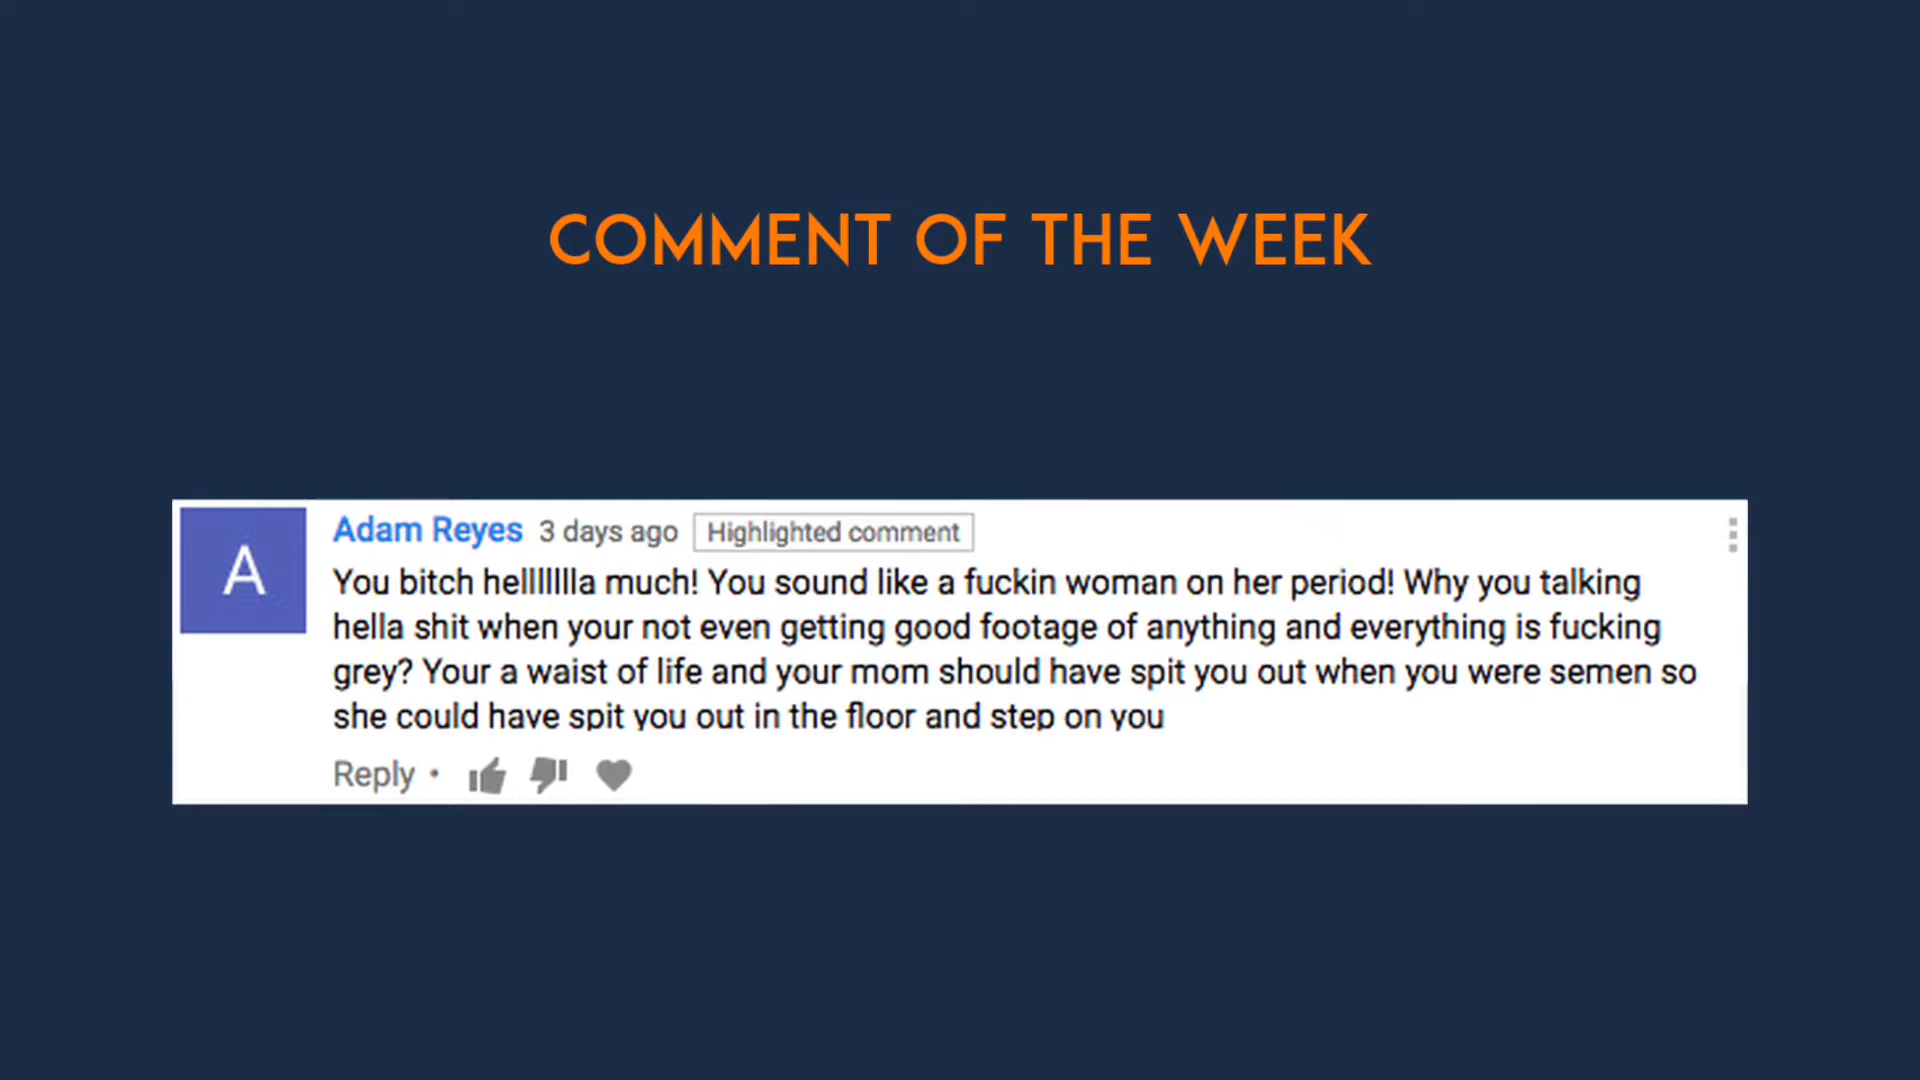 COMMENT OF THE WEEK
A
Adam Reyes 3 days ago Highlighted comment
You bitch hellllllla much! You sound like a fuckin woman on her period! Why you talking
hella shit when your not even getting good footage of anything and everything is fucking
grey? Your a waist of life and your mom should have spit you out when you were semen so
she could have spit you out in the floor and step on you
Reply •